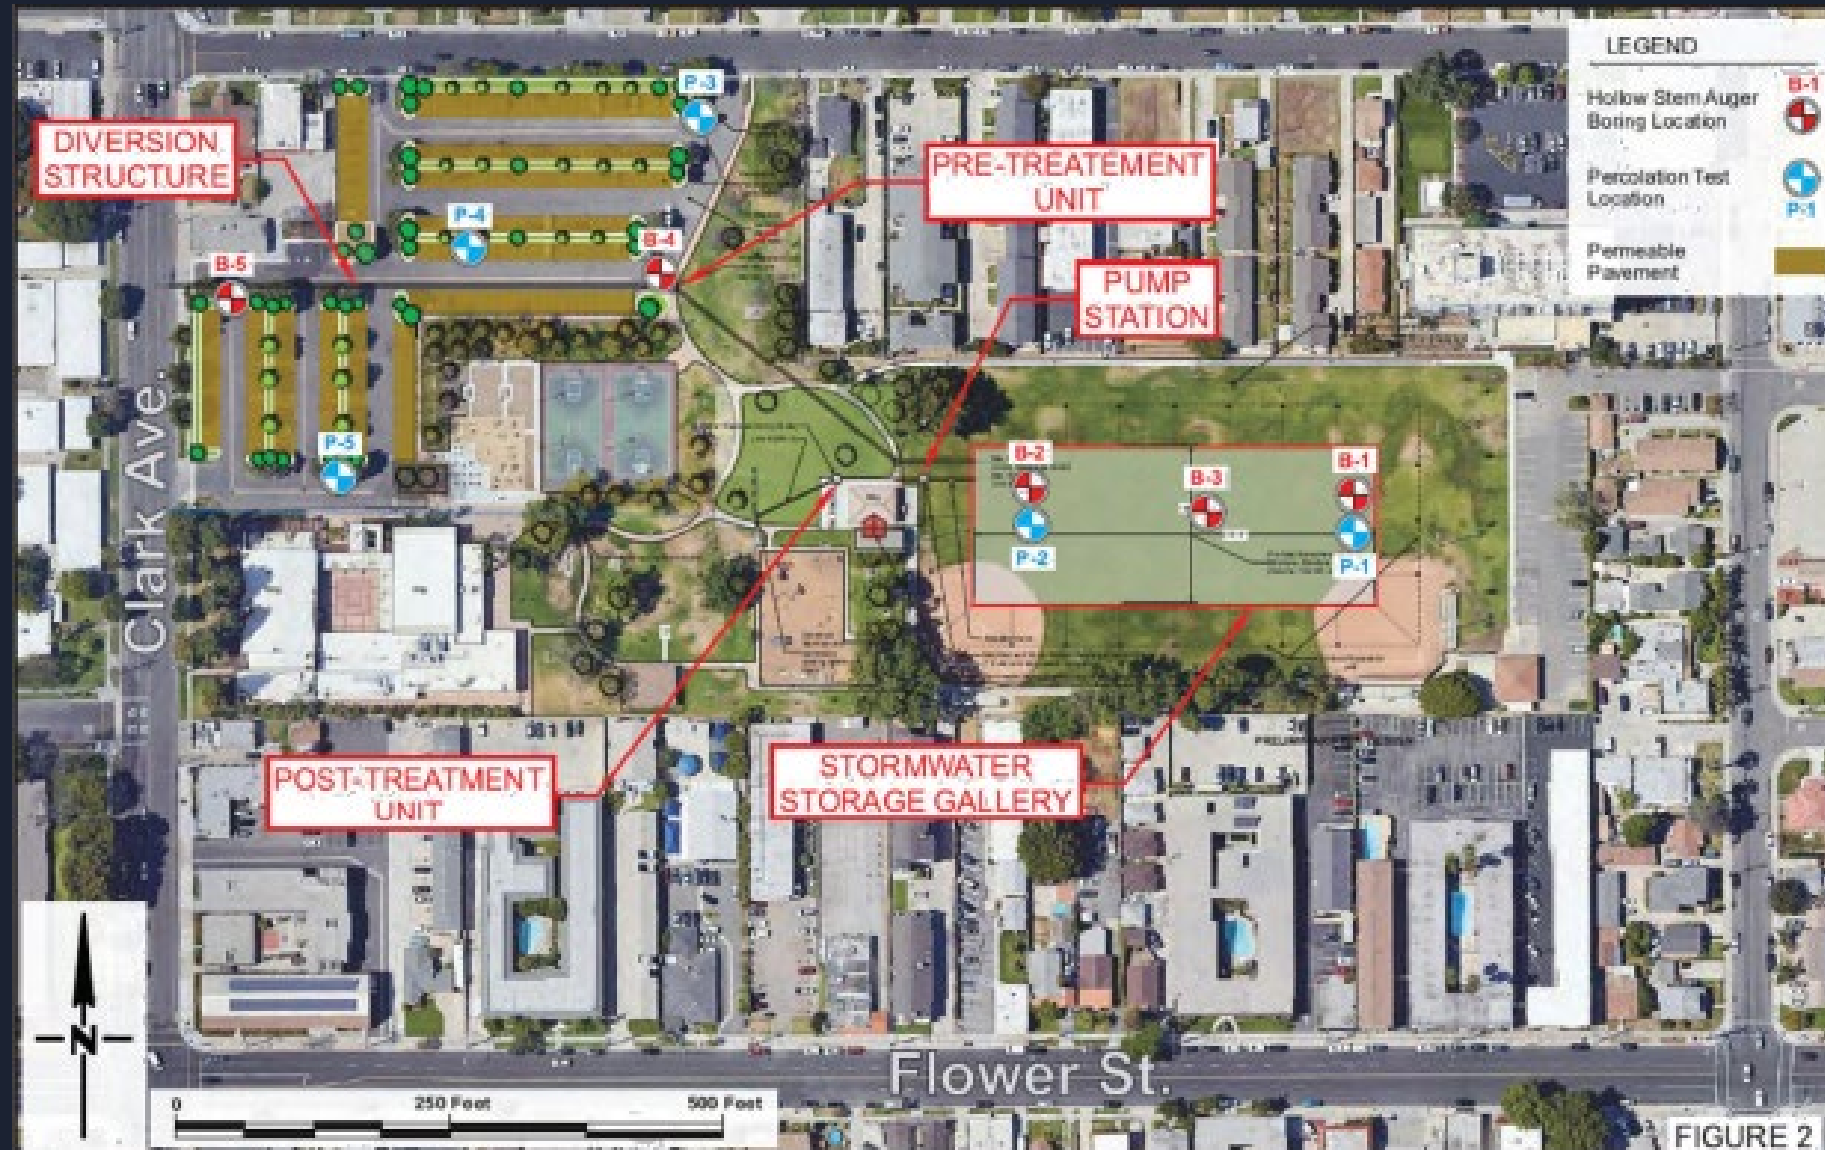 LEGEND
B-1
Hollow Stem Auger
Boring Location
Percolation Test
Location
P-1
Permeable
Pavement
DIVERSION
STRUCTURE
P-3
PRE-TREATEMENT
UNIT
P-4
B-4
B-5
PUMP
STATION
P-5
B-2
B-3
B-1
P-2
P-1
Clark Ave.
POST-TREATMENT
UNIT
STORMWATER
STORAGE GALLERY
N
Flower St.
0
250 Feet
500 Feet
FIGURE 2